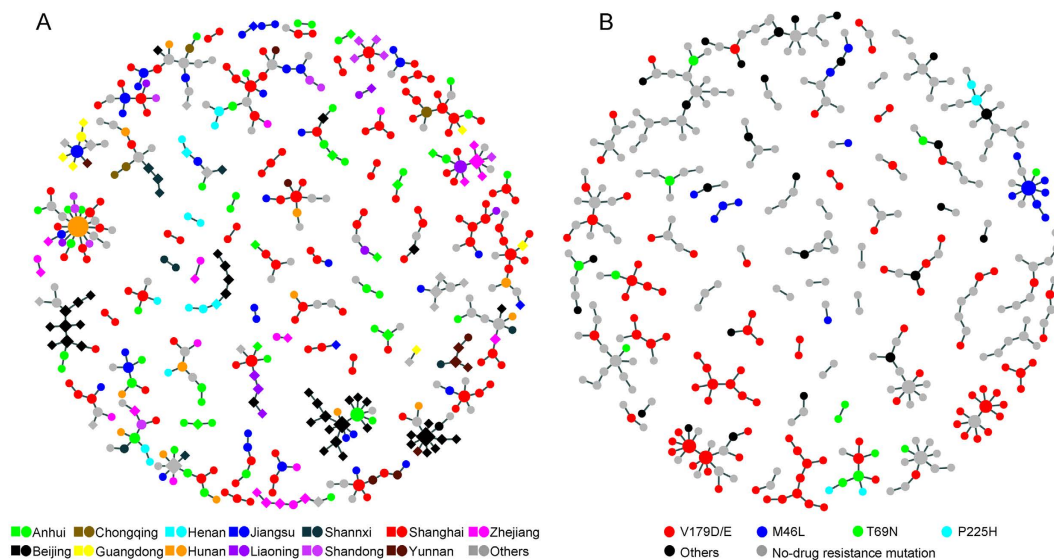 A
B
Anhui Chongqing Henan Jiangsu Shannxi Shanghai Zhejiang
Beijing Guangdong Hunan Liaoning Shandong Yunnan Others
V179D/E M46L T69N P225H
Others No-drug resistance mutation